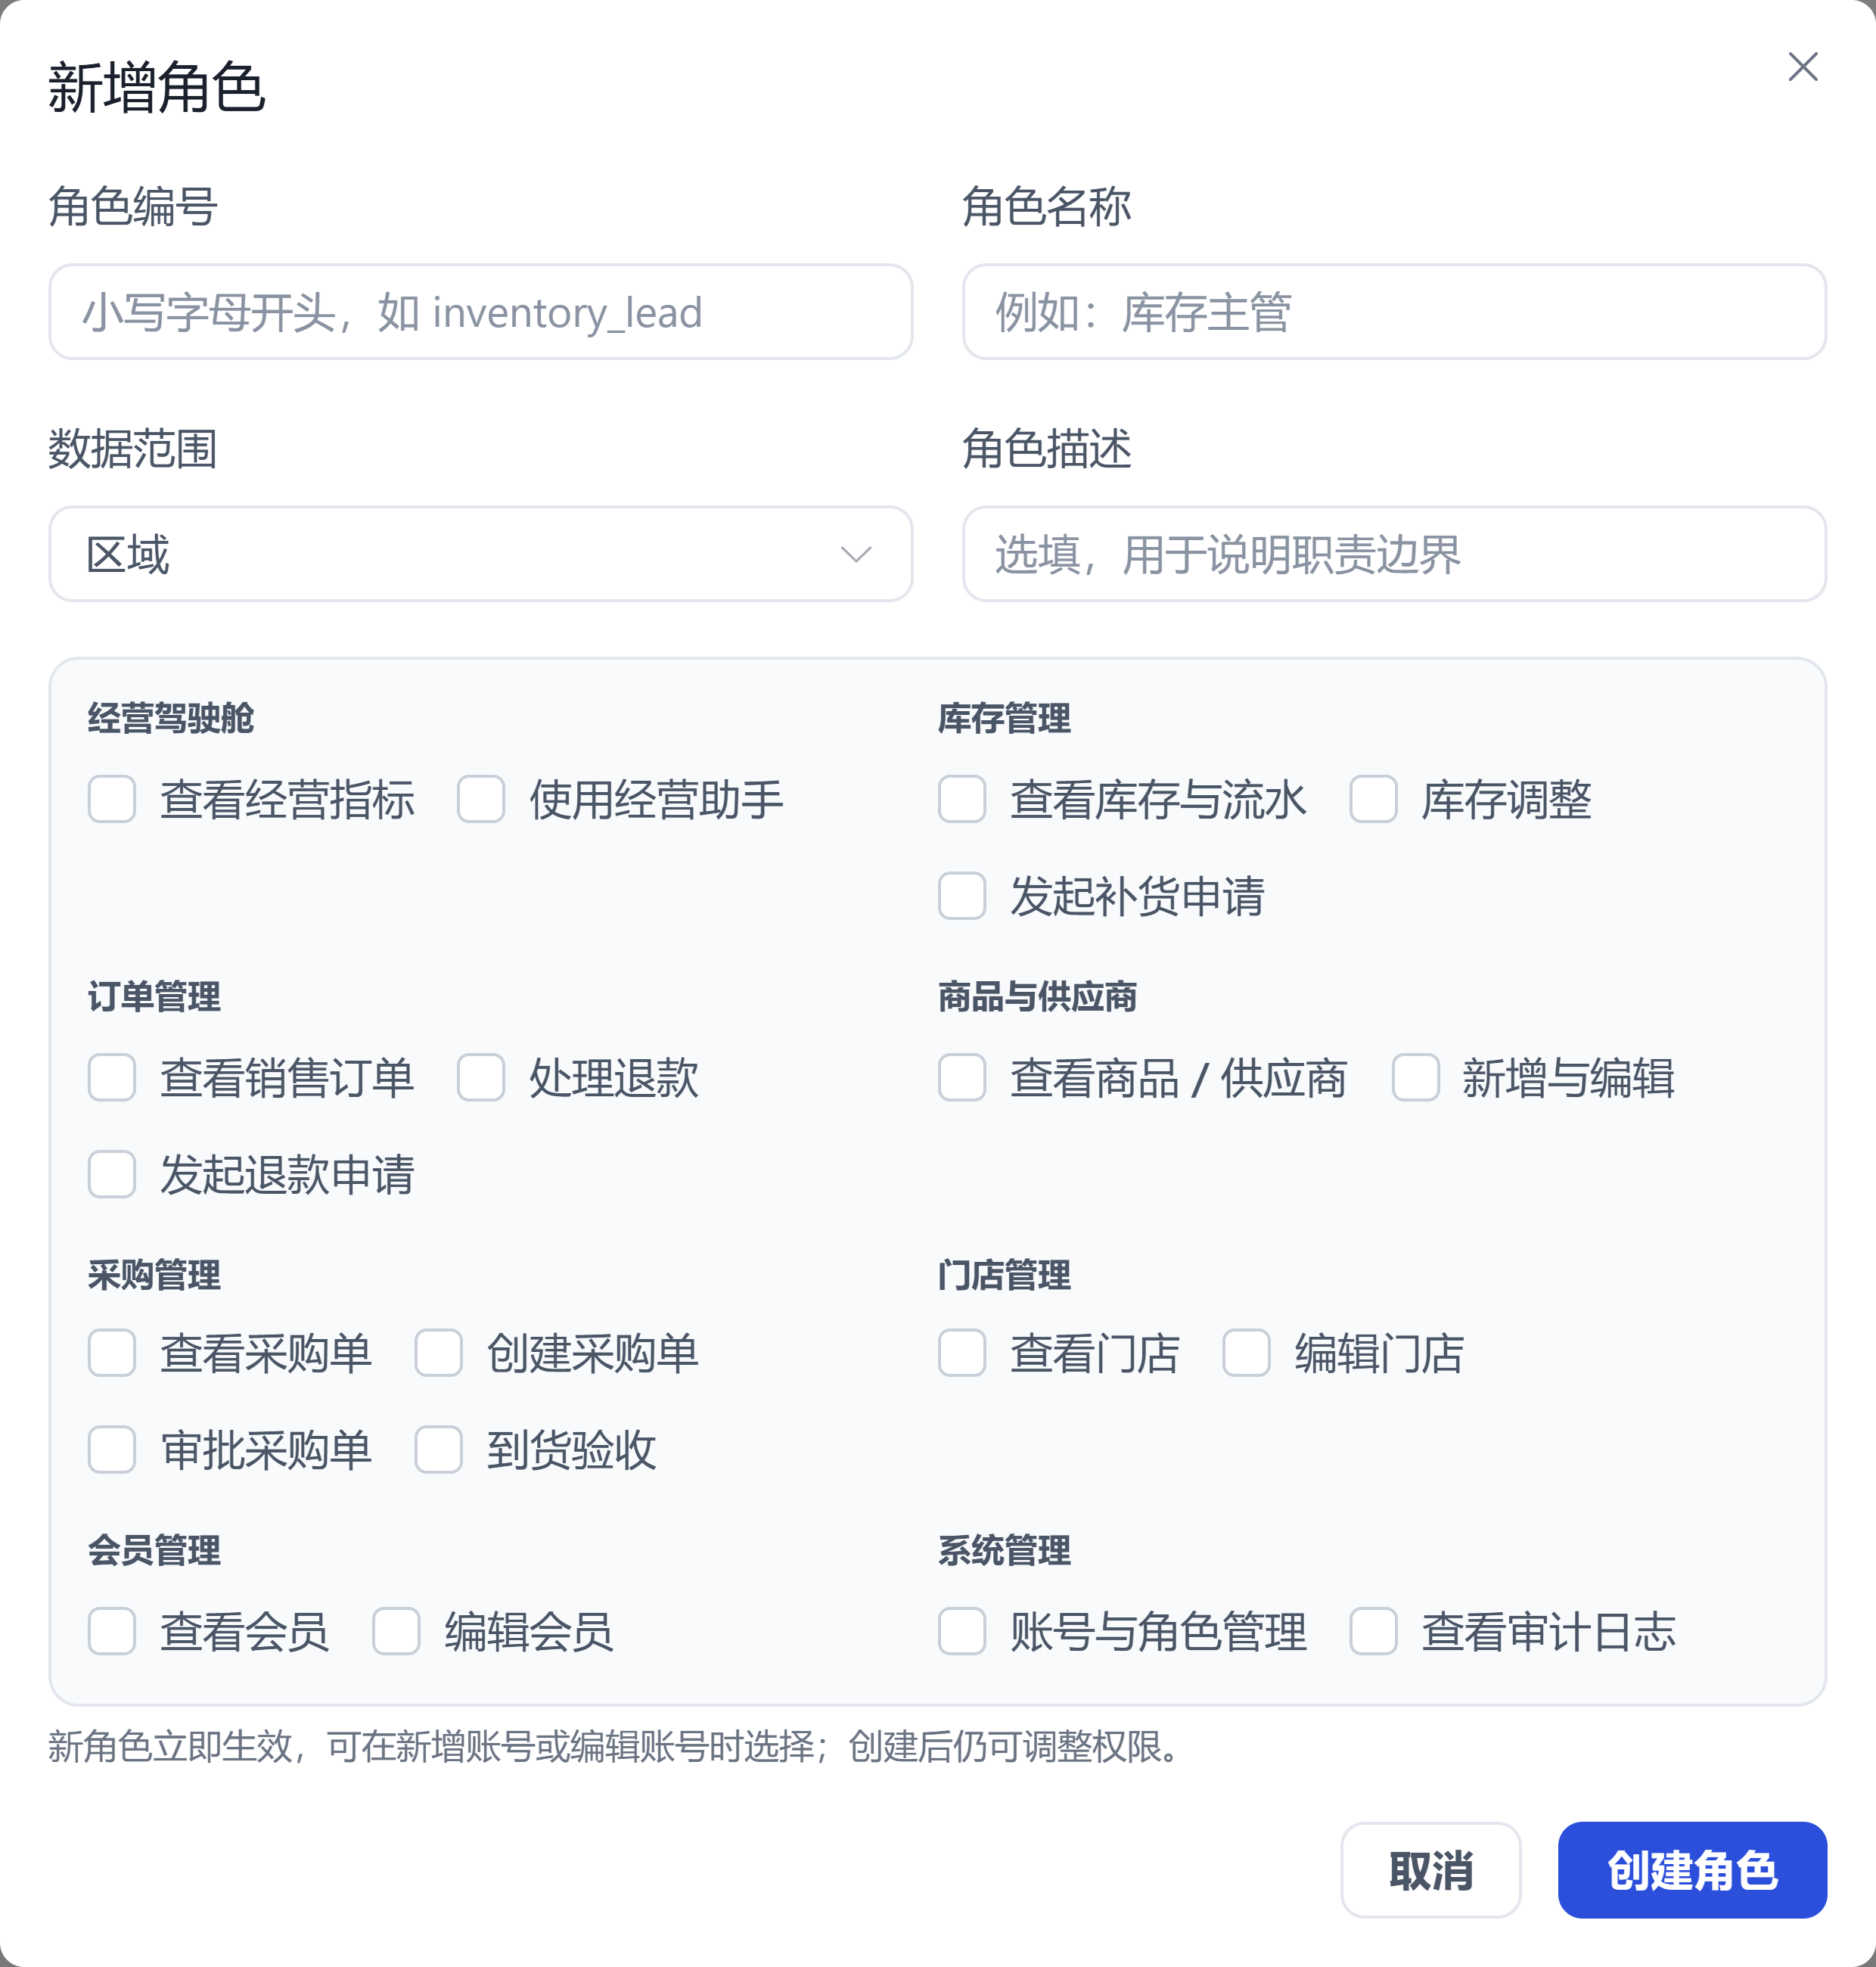 新增角色
角色编号
角色名称
小写字母开头，如 inventory_lead
例如：库存主管
数据范围
角色描述
区域
选填，用于说明职责边界
经营驾驶舱
查看经营指标 使用经营助手
库存管理
查看库存与流水 库存调整
发起补货申请
订单管理
查看销售订单 处理退款
发起退款申请
商品与供应商
查看商品 / 供应商 新增与编辑
采购管理
查看采购单 创建采购单
审批采购单 到货验收
门店管理
查看门店 编辑门店
会员管理
查看会员 编辑会员
系统管理
账号与角色管理 查看审计日志
新角色立即生效，可在新增账号或编辑账号时选择；创建后仍可调整权限。
取消
创建角色